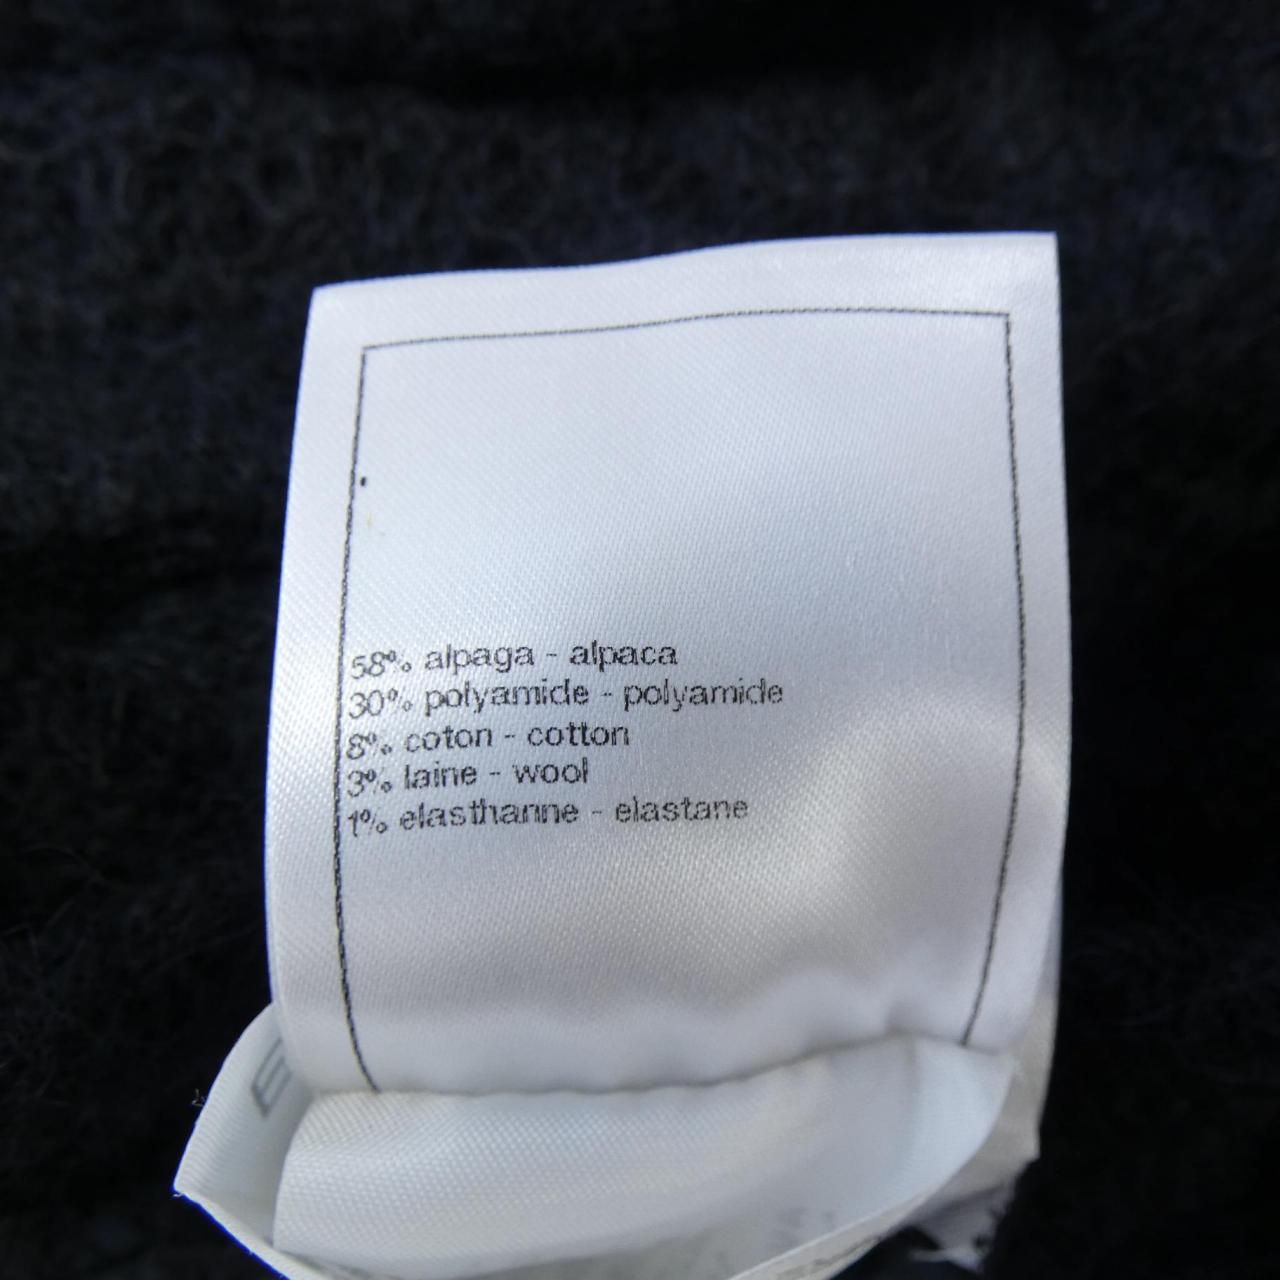 58% alpaga - alpaca
30% polyamide - polyamide
8% coton - cotton
3% laine - wool
1% elasthanne - elastane